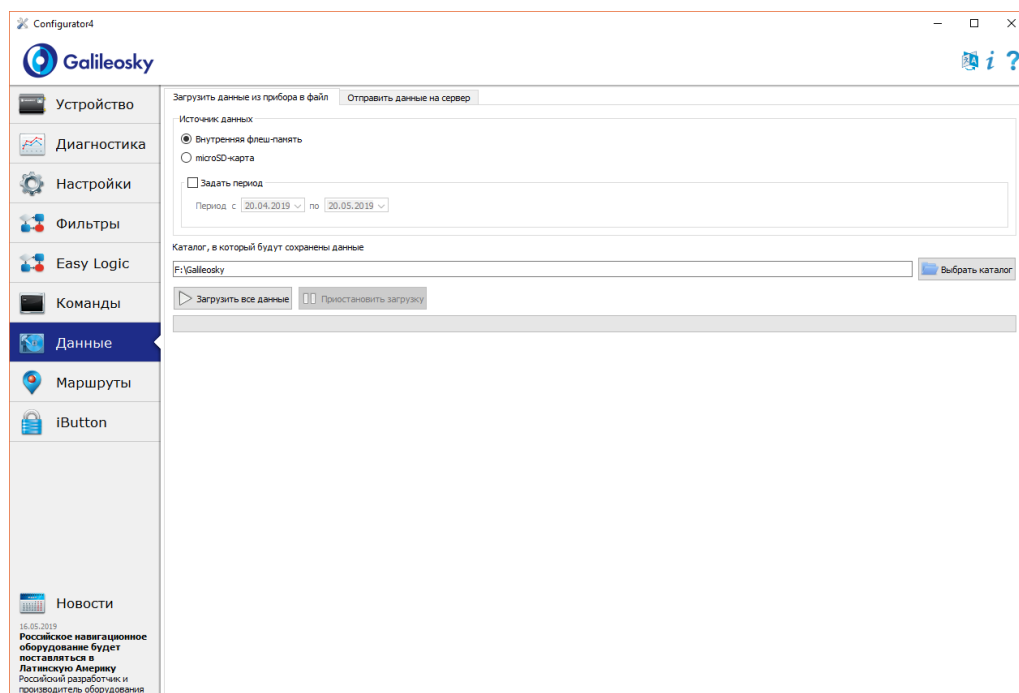 Configurator4
Galileosky
Устройство
Диагностика
Настройки
Фильтры
Easy Logic
Команды
Данные
Маршруты
iButton
Новости
16.05.2019
Российское навигационное
оборудование будет
поставляться в
Латинскую Америку
Российский разработчик и
производитель оборудования
Загрузить данные из прибора в файл Отправить данные на сервер
Источник данных
Внутренняя флеш-память
microSD-карта
Задать период
Период с 20.04.2019 по 20.05.2019
Каталог, в который будут сохранены данные
F:\Galileosky Выбрать каталог
Загрузить все данные Приостановить загрузку